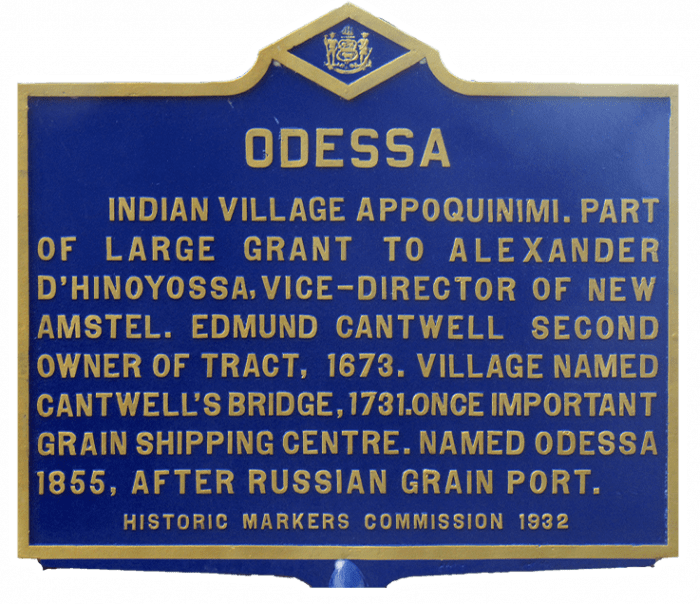 ODESSA
INDIAN VILLAGE APPOQUINIMI. PART
OF LARGE GRANT TO ALEXANDER
D'HINOYOSSA, VICE-DIRECTOR OF NEW
AMSTEL. EDMUND CANTWELL SECOND
OWNER OF TRACT, 1673. VILLAGE NAMED
CANTWELL'S BRIDGE, 1731. ONCE IMPORTANT
GRAIN SHIPPING CENTRE. NAMED ODESSA
1855, AFTER RUSSIAN GRAIN PORT.
HISTORIC MARKERS COMMISSION 1932